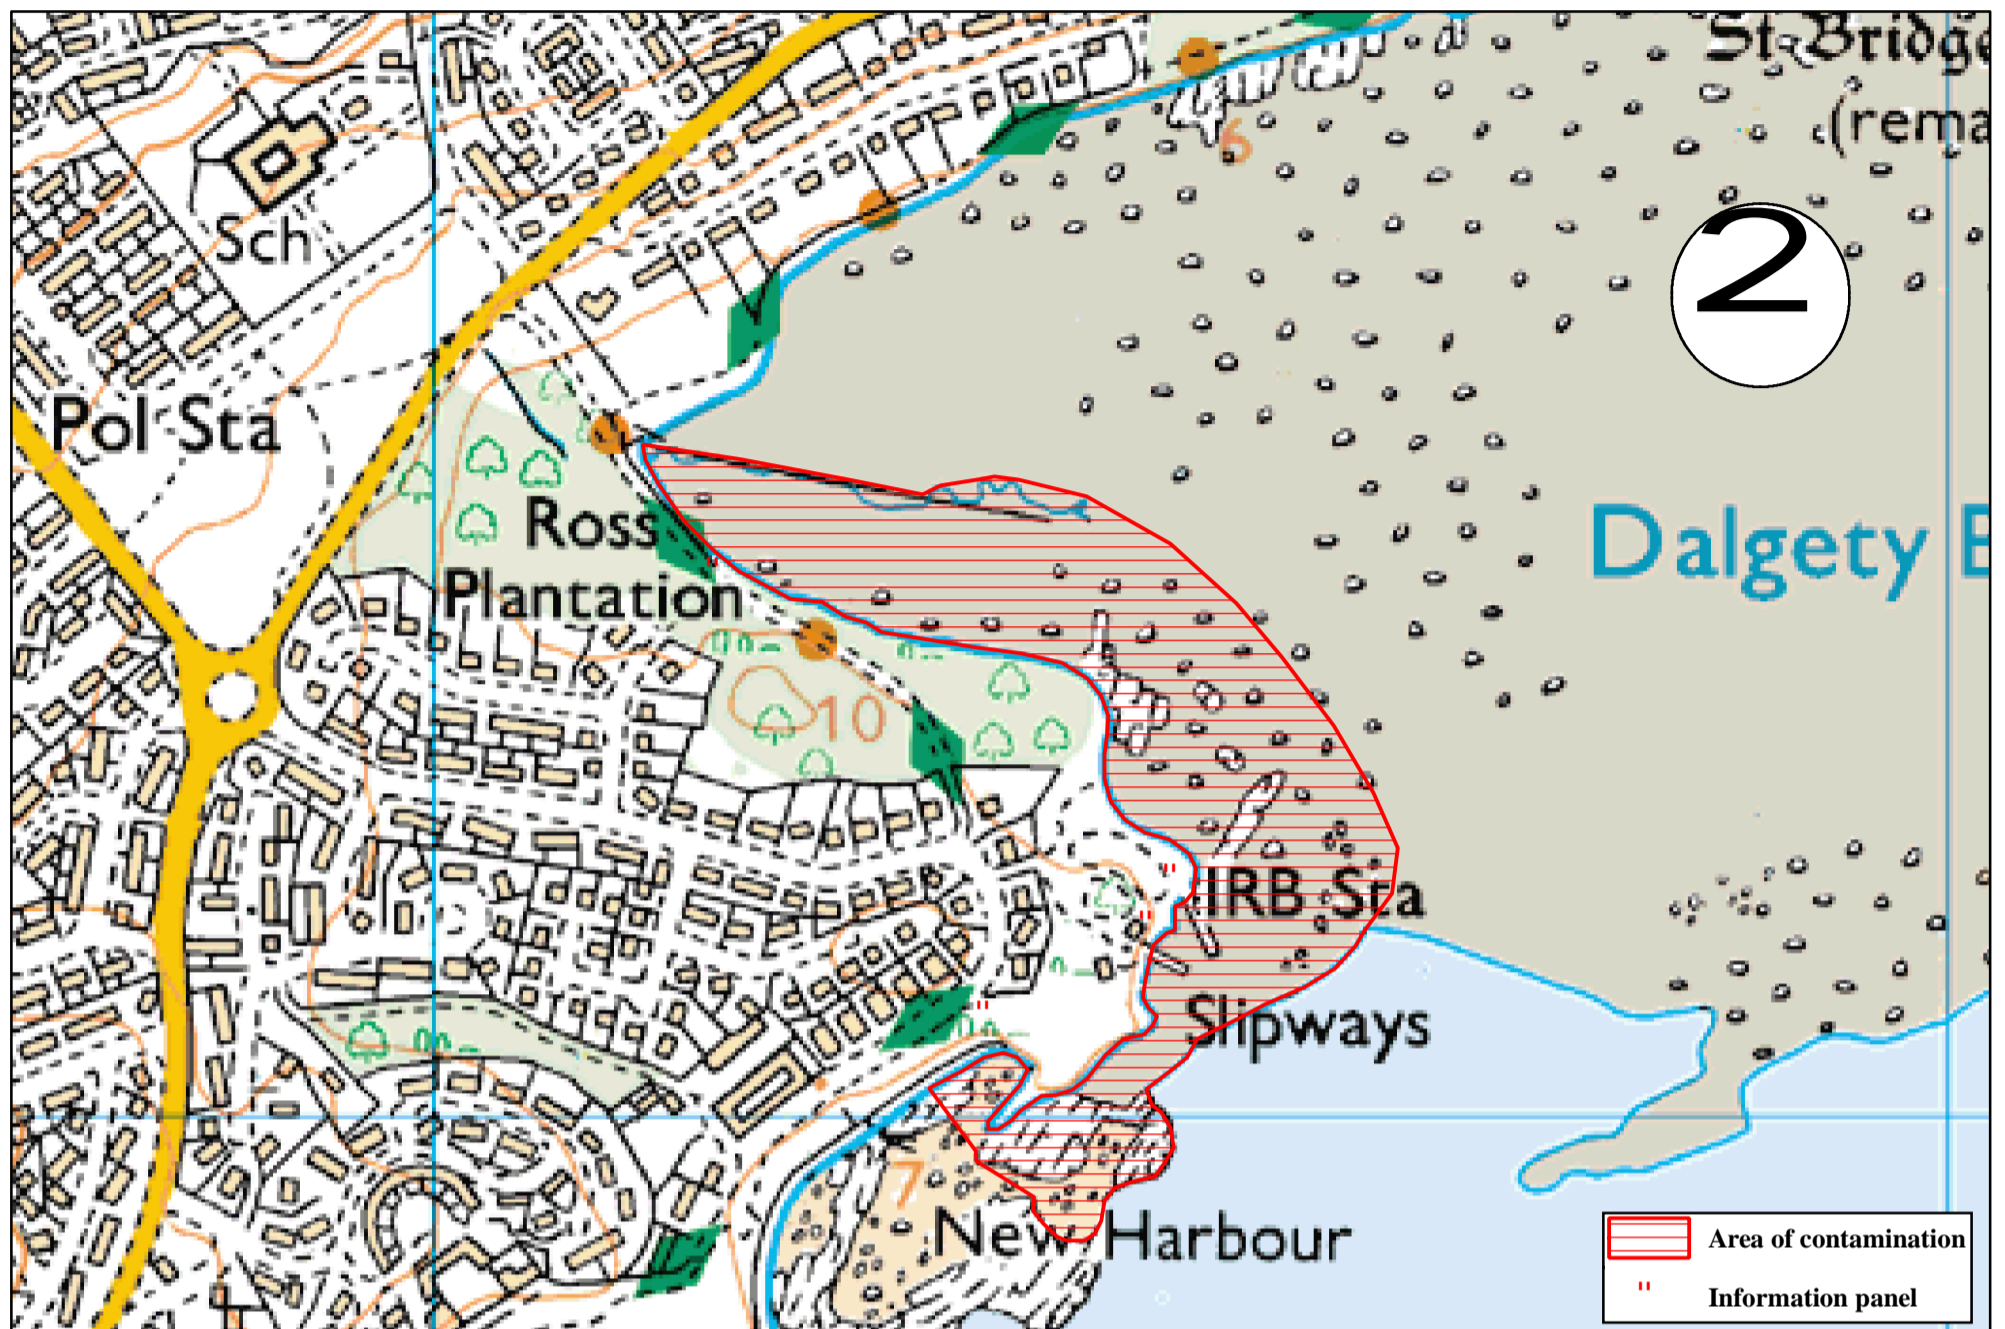 St Bridge
(rema
6
2
Sch
Pol Sta
Ross
Plantation
Dalgety B
10
IRB Sta
Slipways
7
New Harbour
Area of contamination
" Information panel